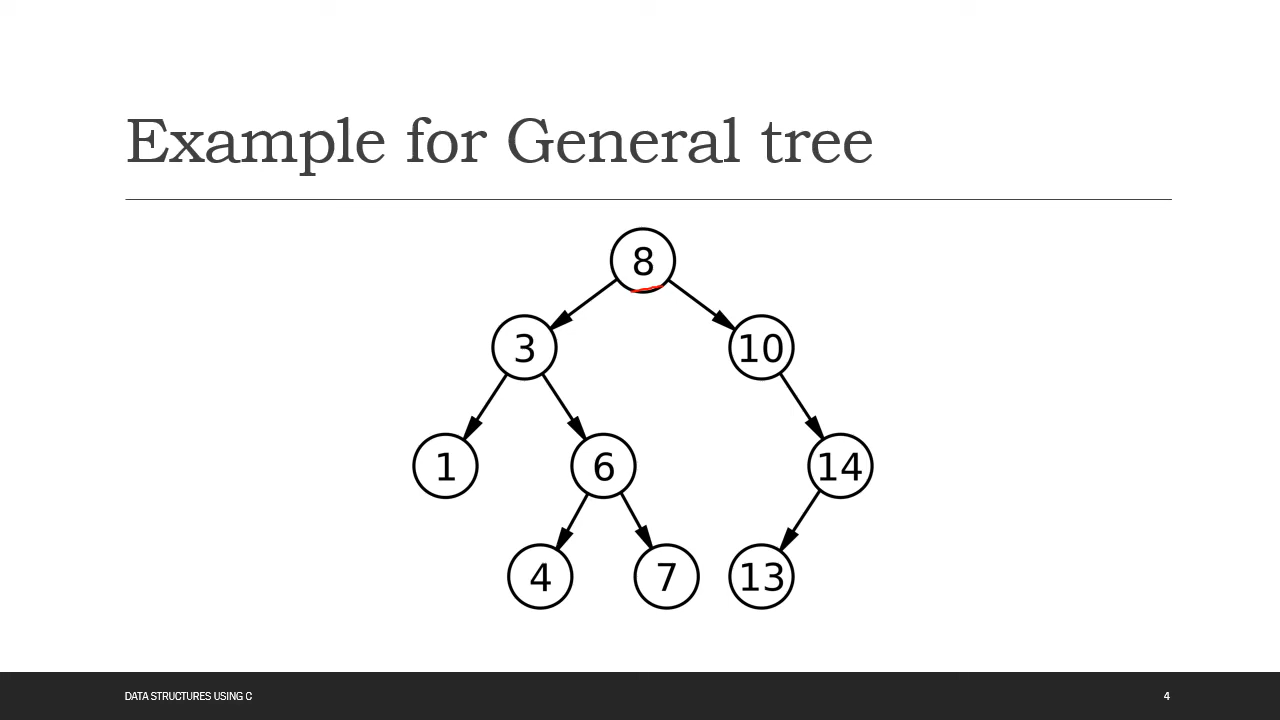 Example for General tree
8
3 10
1 6 14
4 7 13
DATA STRUCTURES USING C 4